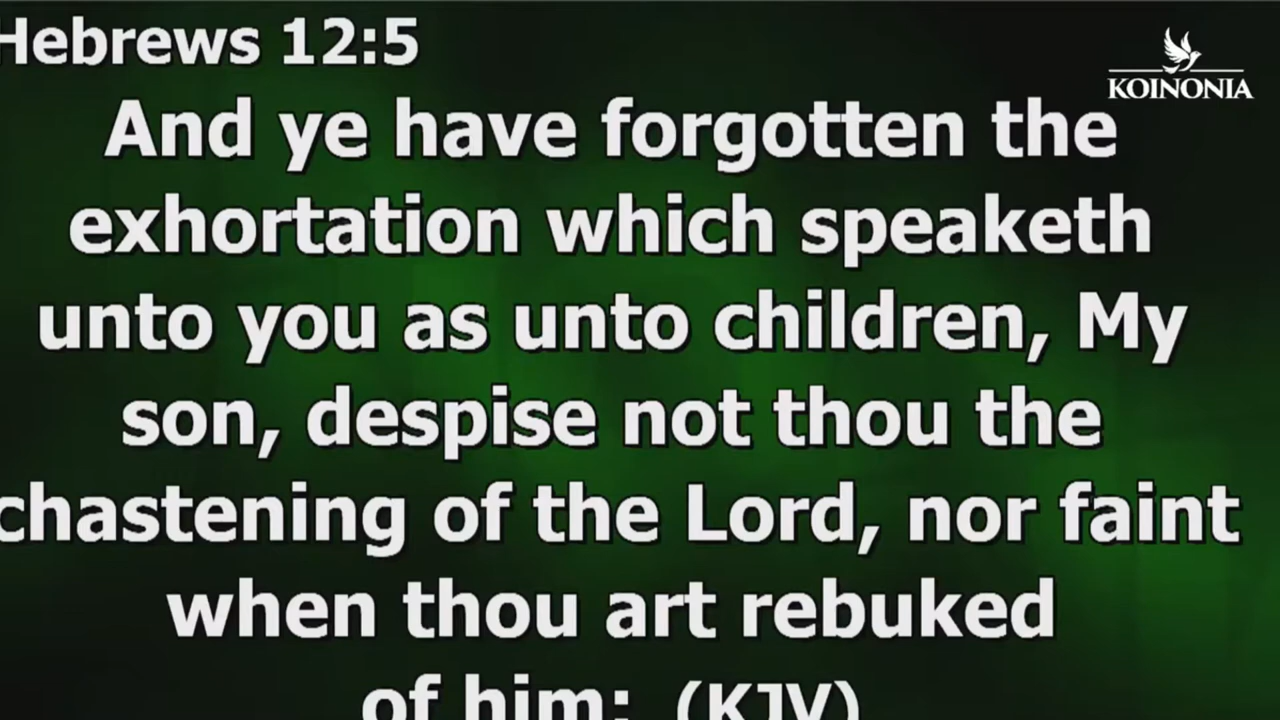 Hebrews 12:5
KOINONIA
And ye have forgotten the
exhortation which speaketh
unto you as unto children, My
son, despise not thou the
chastening of the Lord, nor faint
when thou art rebuked
of him: (KJV)